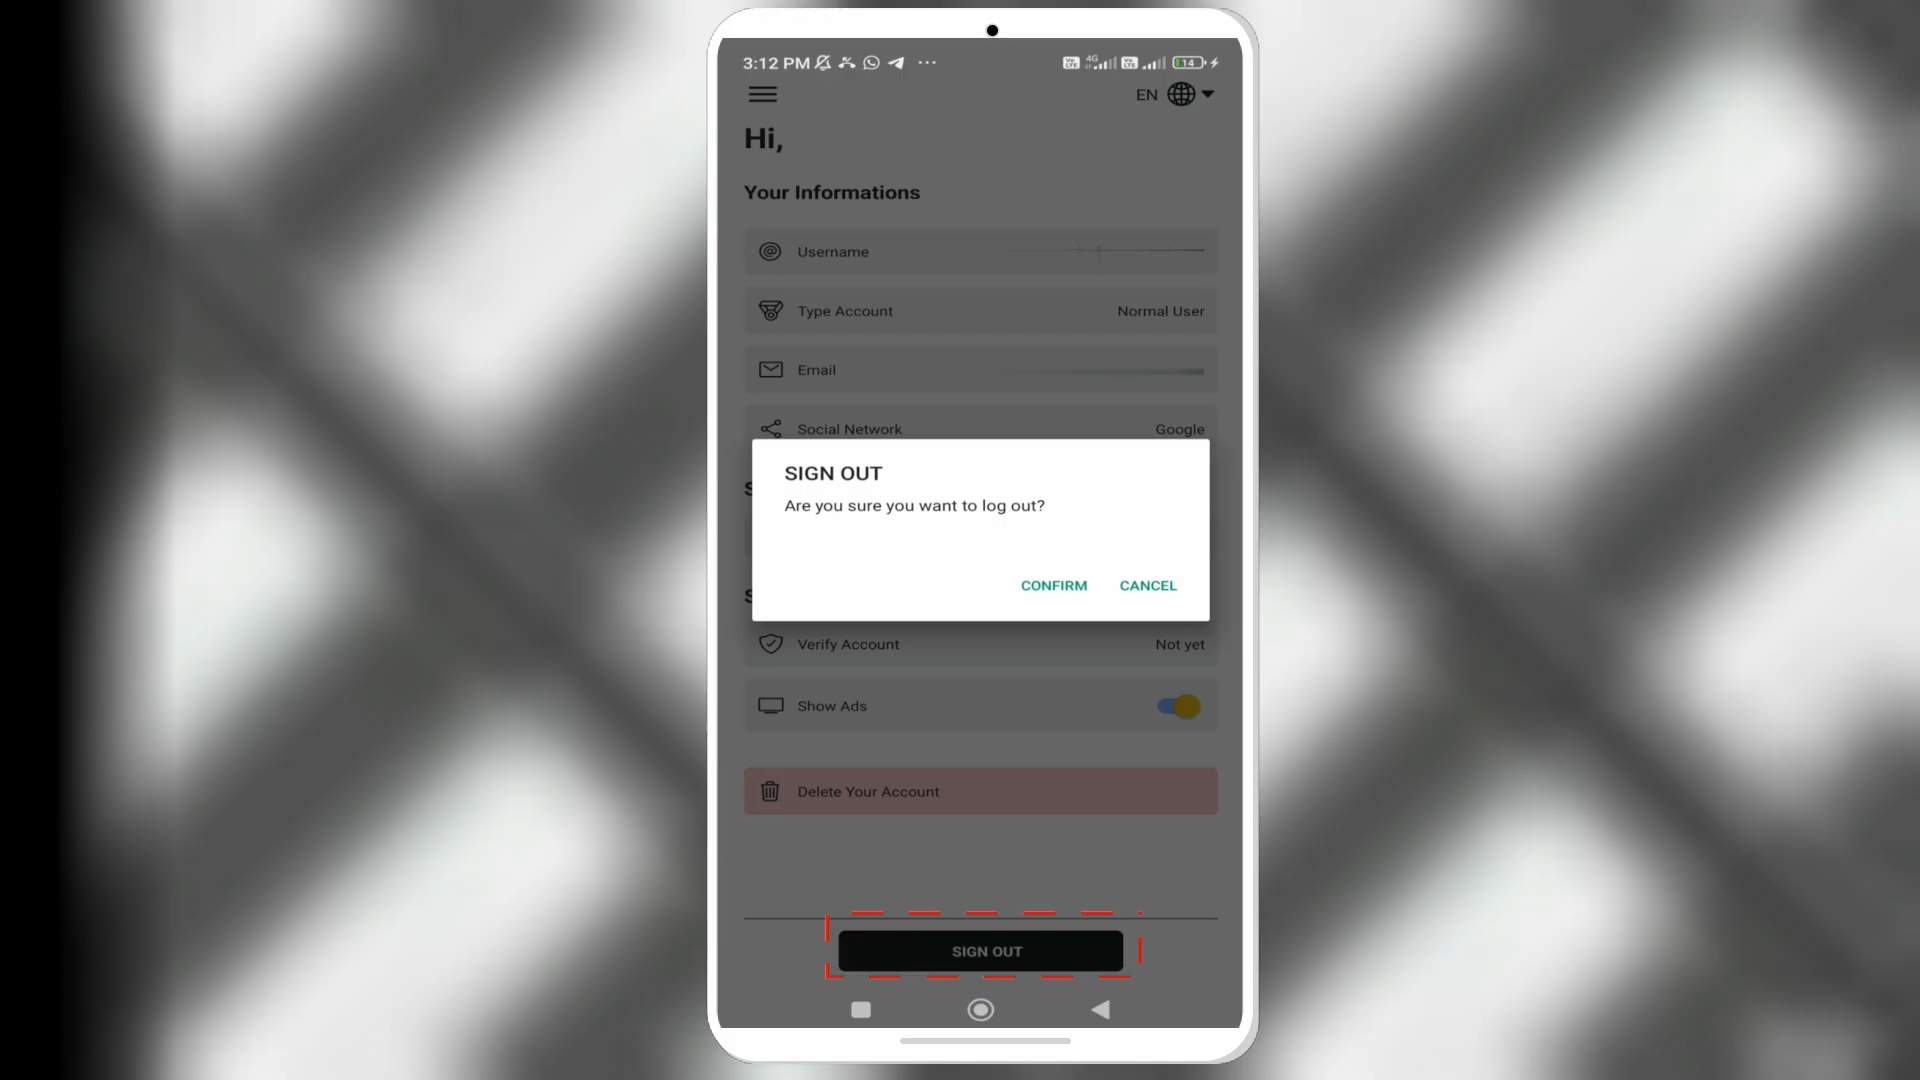 3:12 PM
4G
14
EN
Hi,
Your Informations
Username
Type Account Normal User
Email
Social Network Google
SIGN OUT
Are you sure you want to log out?
CONFIRM CANCEL
Verify Account Not yet
Show Ads
Delete Your Account
SIGN OUT